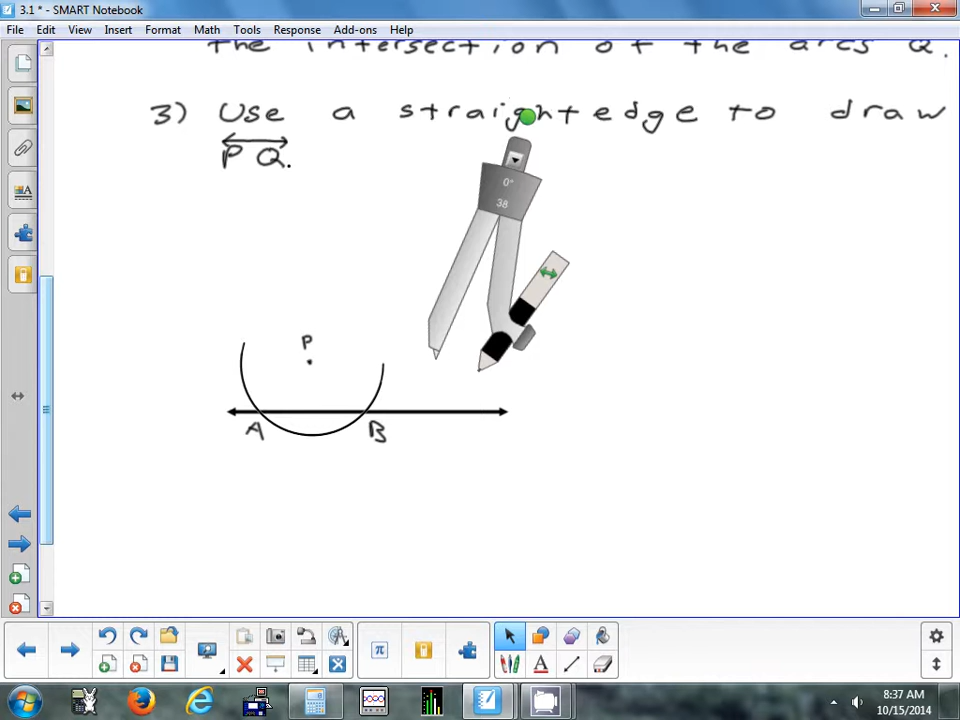 3.1 * - SMART Notebook
File Edit View Insert Format Math Tools Response Add-ons Help
the intersection of the arcs Q.
3) Use a straightedge to draw
PQ.
0°
38
P
A B
π
A
8:37 AM
10/15/2014